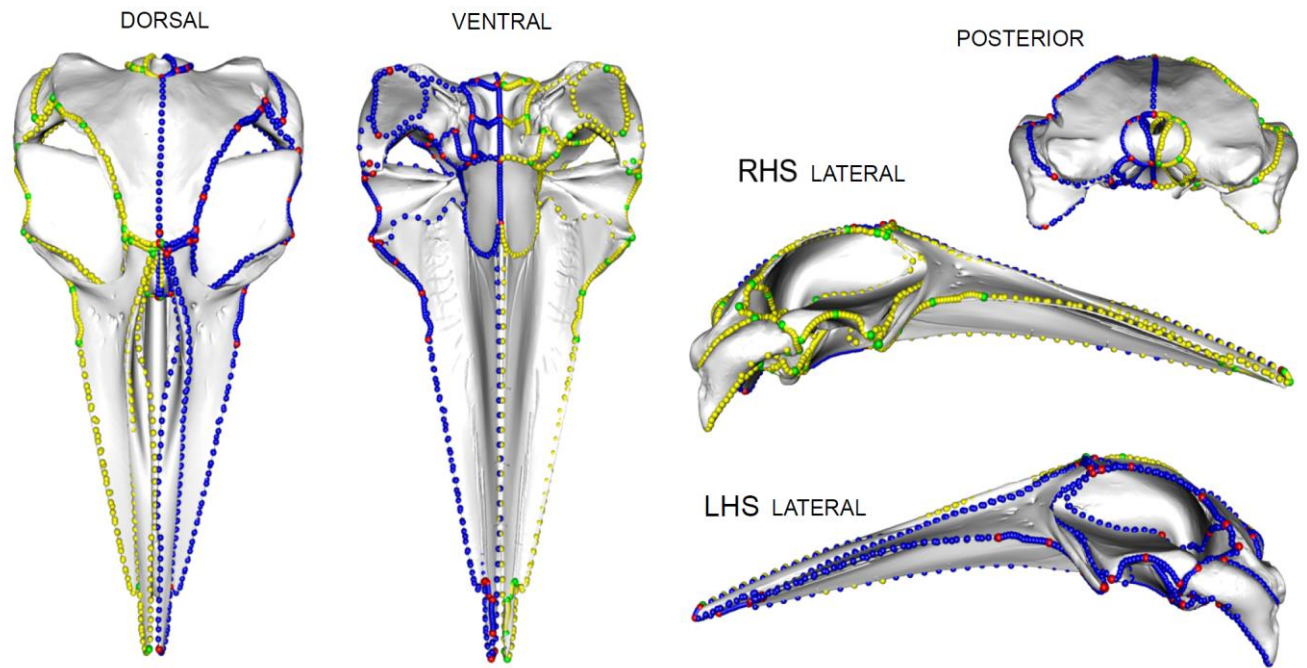 DORSAL
VENTRAL
POSTERIOR
RHS LATERAL
LHS LATERAL